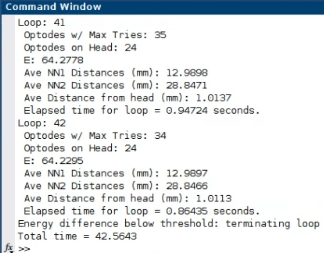 Command Window
Loop: 41
Optodes w/ Max Tries: 35
Optodes on Head: 24
E: 64.2778
Ave NN1 Distances (mm): 12.9898
Ave NN2 Distances (mm): 28.8471
Ave Distance from head (mm): 1.0137
Elapsed time for loop = 0.94724 seconds.
Loop: 42
Optodes w/ Max Tries: 34
Optodes on Head: 24
E: 64.2295
Ave NN1 Distances (mm): 12.9897
Ave NN2 Distances (mm): 28.8466
Ave Distance from head (mm): 1.0113
Elapsed time for loop = 0.86435 seconds.
Energy difference below threshold: terminating loop
Total time = 42.5643
fx >>